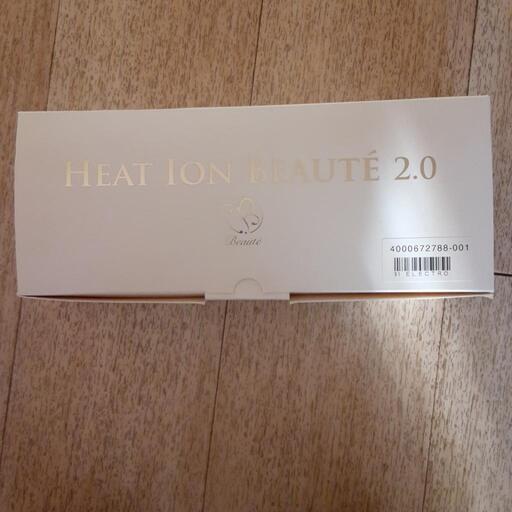 HEAT ION BEAUTÉ 2.0
Beauté
4000672788-001
ELECTRO